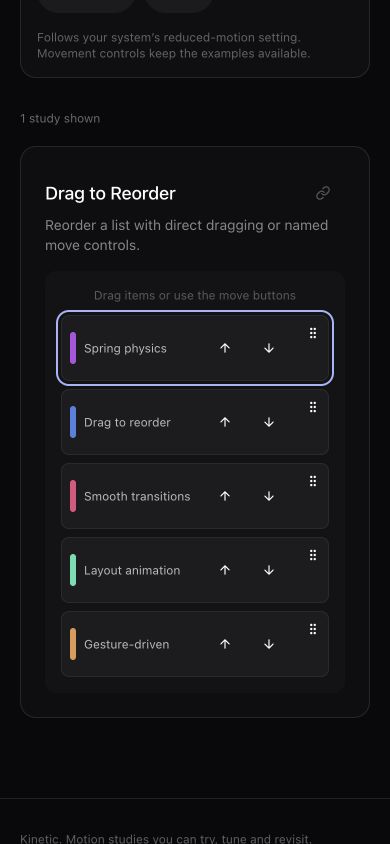 Follows your system's reduced-motion setting.
Movement controls keep the examples available.
1 study shown
Drag to Reorder
Reorder a list with direct dragging or named
move controls.
Drag items or use the move buttons
Spring physics
Drag to reorder
Smooth transitions
Layout animation
Gesture-driven
Kinetic. Motion studies you can try, tune and revisit.